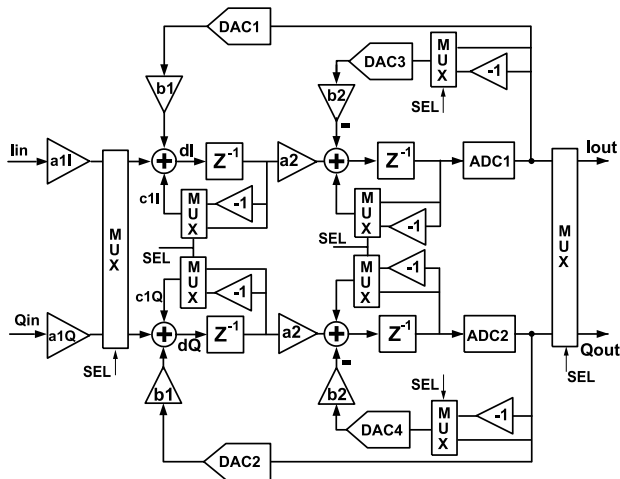 DAC1
b1
DAC3
MUX
-1
b2
SEL
-
Iin
a1I
MUX
+
dI
Z-1
a2
+
Z-1
ADC1
Iout
c1I
MUX
-1
SEL
MUX
-1
SEL
MUX
MUX
-1
c1Q
MUX
-1
Qin
a1Q
SEL
+
dQ
Z-1
a2
+
Z-1
ADC2
Qout
SEL
-
b1
b2
SEL
DAC4
MUX
-1
DAC2